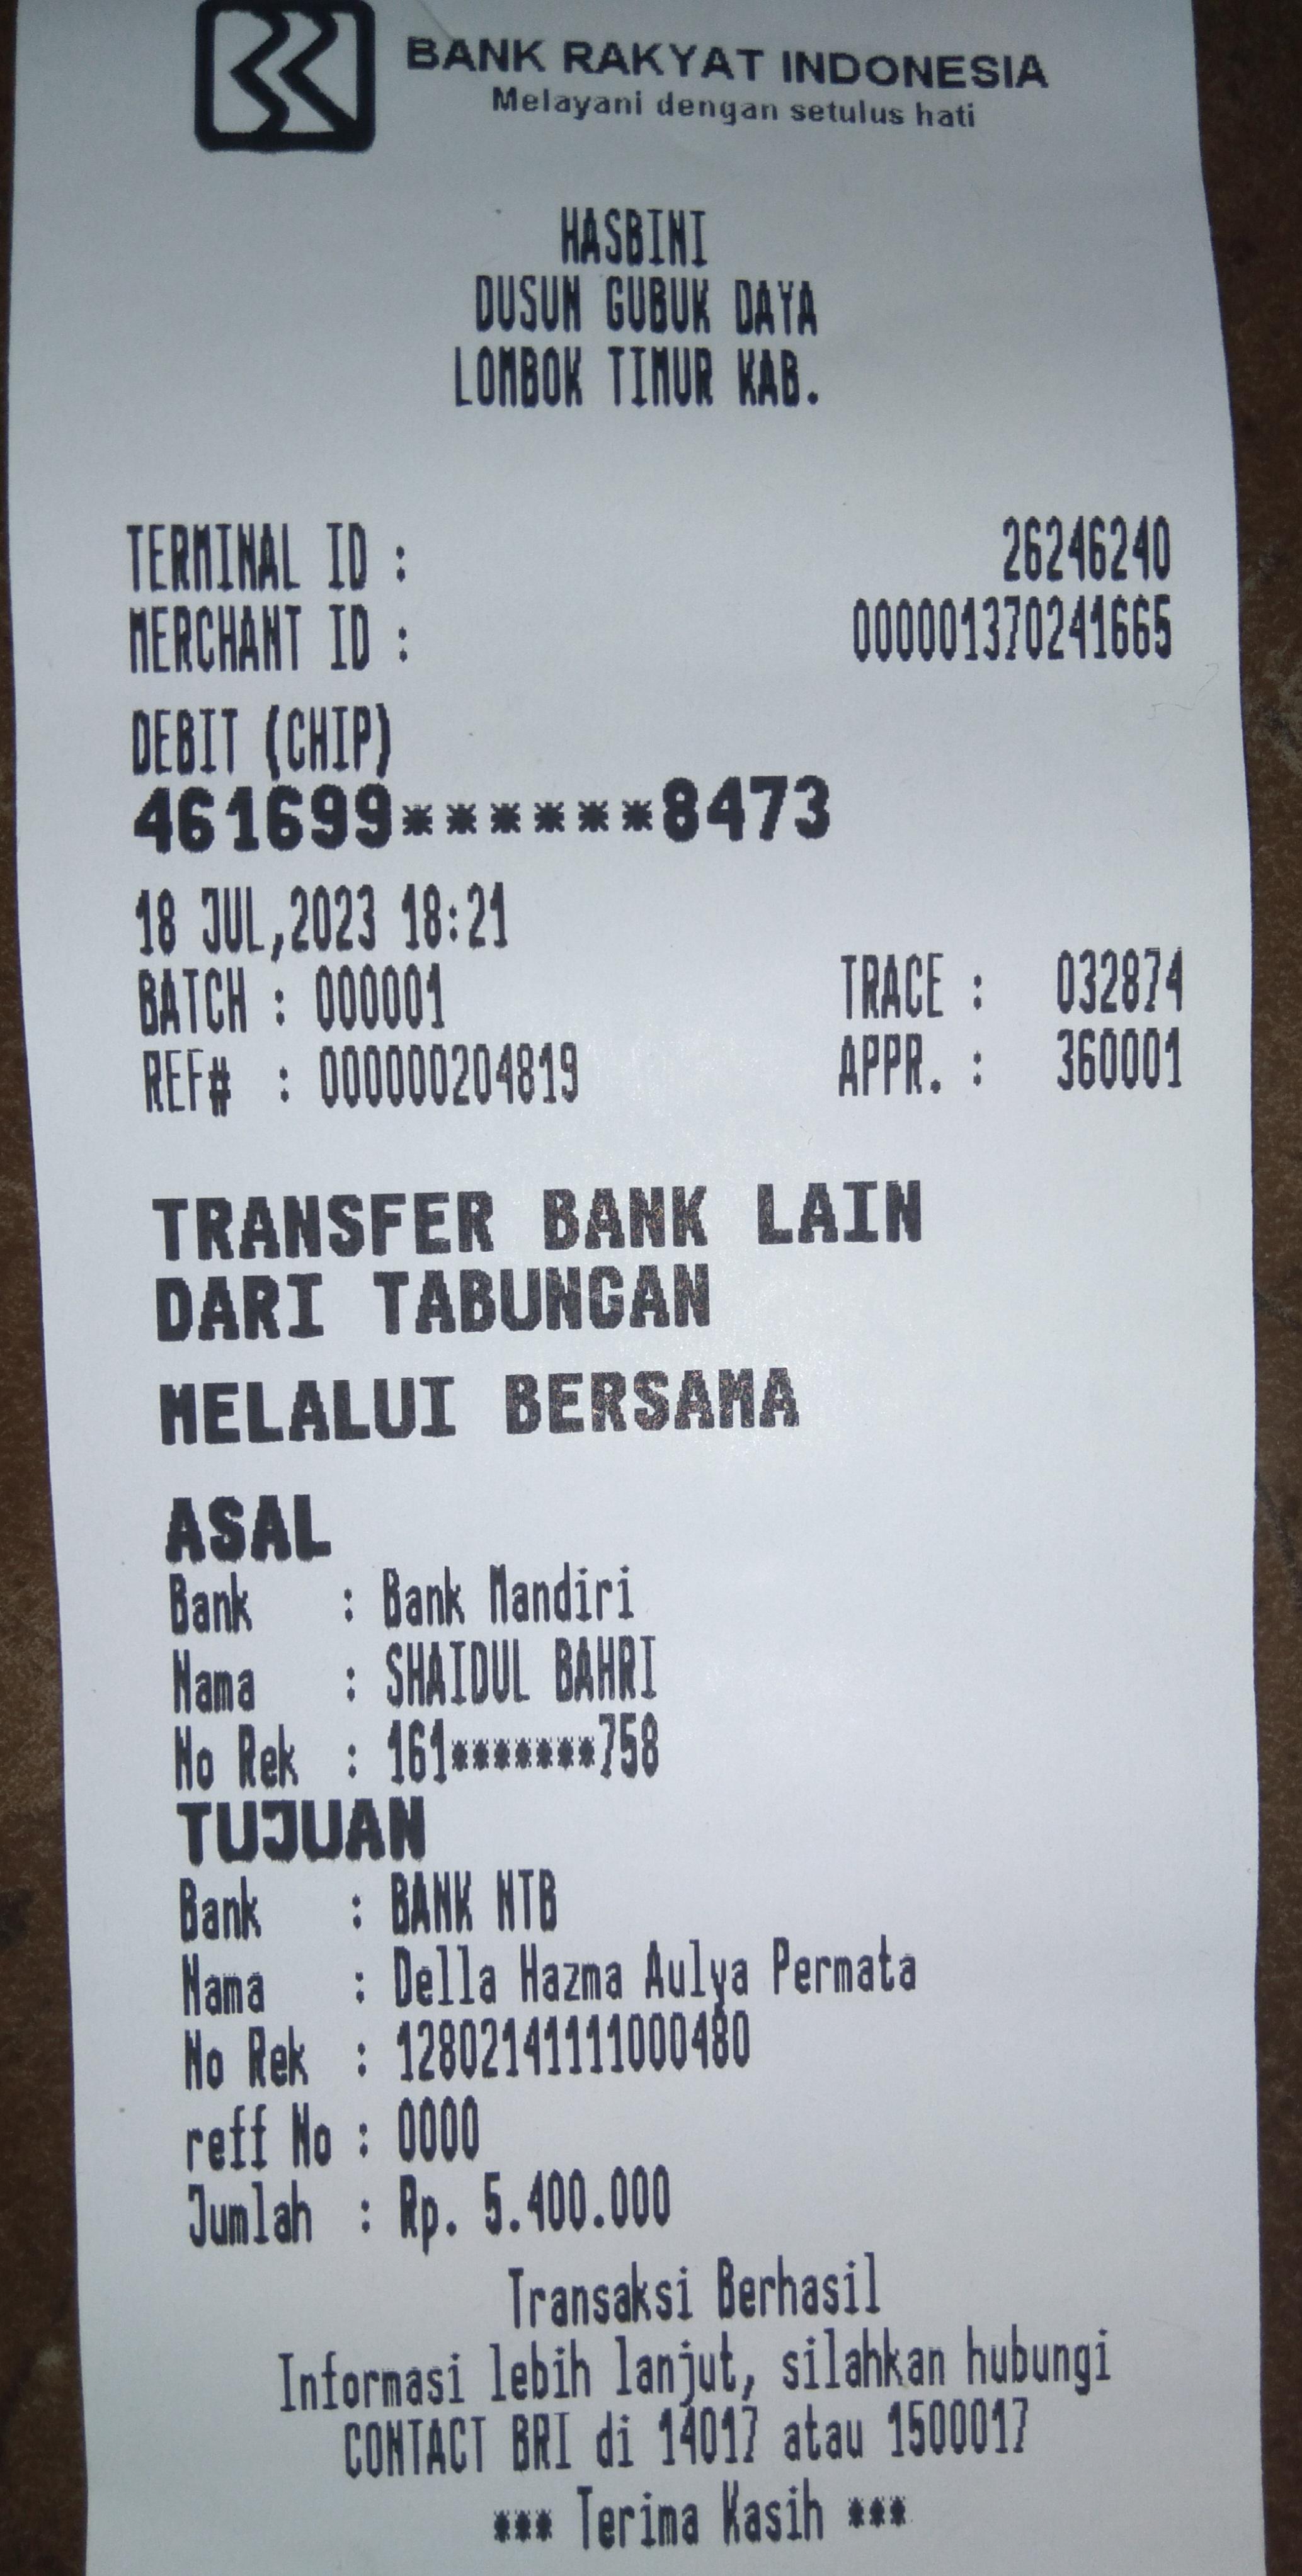 BANK RAKYAT INDONESIA
Melayani dengan setulus hati
HASBINI
DUSUN GUBUK DAYA
LOMBOK TIMUR KAB.
TERMINAL ID : 26246240
MERCHANT ID : 000001370241665
DEBIT (CHIP)
461699******8473
18 JUL,2023 18:21
BATCH : 000001 TRACE : 032874
REF# : 000000204819 APPR. : 360001
TRANSFER BANK LAIN
DARI TABUNGAN
MELALUI BERSAMA
ASAL
Bank : Bank Mandiri
Nama : SHAIDUL BAHRI
No Rek : 161*******758
TUJUAN
Bank : BANK NTB
Nama : Della Hazma Aulya Permata
No Rek : 12802141111000480
reff No : 0000
Jumlah : Rp. 5.400.000
Transaksi Berhasil
Informasi lebih lanjut, silahkan hubungi
CONTACT BRI di 14017 atau 1500017
*** Terima Kasih ***